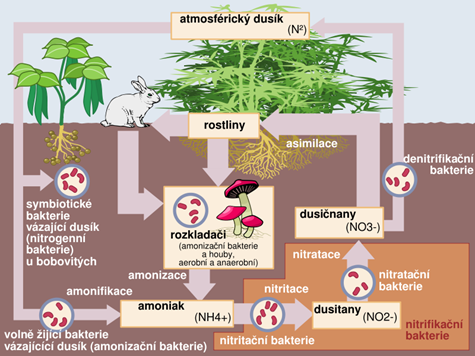 atmosférický dusík
(N²)
rostliny
asimilace
denitrifikační
bakterie
symbiotické
bakterie
vázající dusík
(nitrogenní
bakterie)
u bobovitých
rozkladači
(amonizační bakterie
a houby,
aerobní a anaerobní)
dusičnany
(NO3-)
amonizace
nitratace
amonifikace
nitritace
nitratační
bakterie
amoniak
(NH4+)
dusitany
(NO2-)
volně žijící bakterie
vázajícící dusík (amonizační bakterie)
nitritační bakterie
nitrifikační
bakterie